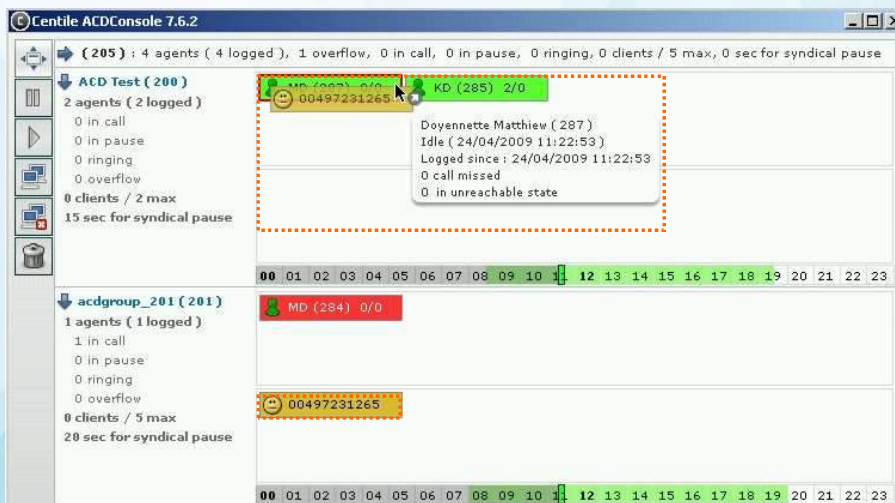 Centile ACDConsole 7.6.2
(205) : 4 agents ( 4 logged ), 1 overflow, 0 in call, 0 in pause, 0 ringing, 0 clients / 5 max, 0 sec for syndical pause
ACD Test ( 200 )
2 agents ( 2 logged )
0 in call
0 in pause
0 ringing
0 overflow
0 clients / 2 max
15 sec for syndical pause
MD (287) 0/0
KD (285) 2/0
00497231265
Doyennette Matthiew ( 287 )
Idle ( 24/04/2009 11:22:53 )
Logged since : 24/04/2009 11:22:53
0 call missed
0 in unreachable state
00 01 02 03 04 05 06 07 08 09 10 11 12 13 14 15 16 17 18 19 20 21 22 23
acdgroup_201 ( 201 )
1 agents ( 1 logged )
1 in call
0 in pause
0 ringing
0 overflow
0 clients / 5 max
20 sec for syndical pause
MD (284) 0/0
00497231265
00 01 02 03 04 05 06 07 08 09 10 11 12 13 14 15 16 17 18 19 20 21 22 23